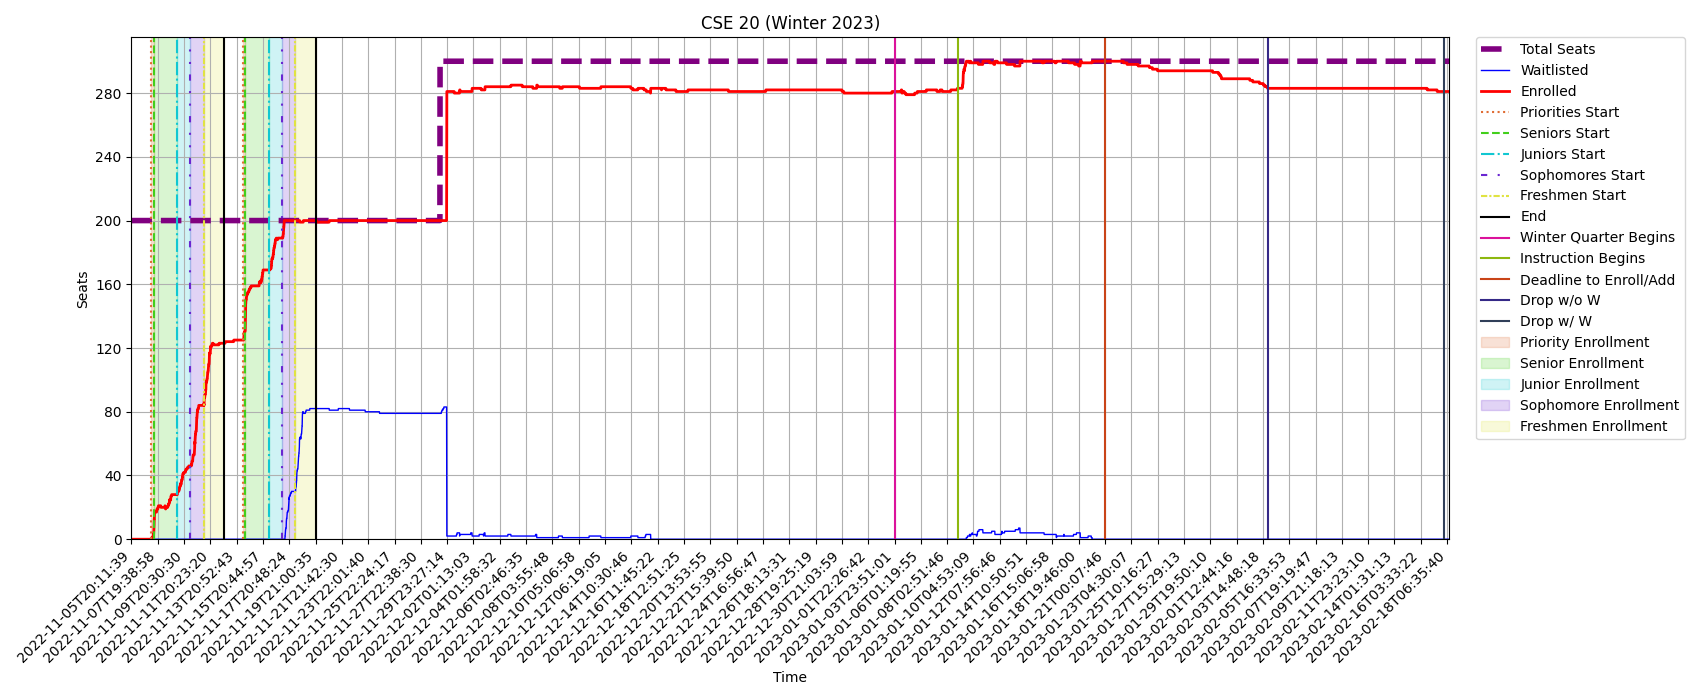 CSE 20 (Winter 2023)
Total Seats
Waitlisted
Enrolled
Priorities Start
Seniors Start
Juniors Start
Sophomores Start
Freshmen Start
End
Winter Quarter Begins
Instruction Begins
Deadline to Enroll/Add
Drop w/o W
Drop w/ W
Priority Enrollment
Senior Enrollment
Junior Enrollment
Sophomore Enrollment
Freshmen Enrollment
Seats
280
240
200
160
120
80
40
0
2022-11-05T20:11:39
2022-11-07T19:38:58
2022-11-09T20:30:30
2022-11-11T20:23:20
2022-11-13T20:52:43
2022-11-15T20:44:57
2022-11-17T20:48:24
2022-11-19T21:00:35
2022-11-21T21:42:30
2022-11-23T22:01:40
2022-11-25T22:24:17
2022-11-27T22:38:30
2022-11-29T23:27:14
2022-12-02T01:13:03
2022-12-04T01:58:32
2022-12-06T02:46:35
2022-12-08T03:55:48
2022-12-10T05:06:58
2022-12-12T06:19:05
2022-12-14T10:30:46
2022-12-16T11:45:22
2022-12-18T12:51:25
2022-12-20T13:53:55
2022-12-22T15:39:50
2022-12-24T16:56:47
2022-12-26T18:13:31
2022-12-28T19:25:19
2022-12-30T21:03:59
2023-01-01T22:26:42
2023-01-03T23:51:01
2023-01-06T01:19:55
2023-01-08T02:51:46
2023-01-10T04:53:09
2023-01-12T07:56:46
2023-01-14T10:50:51
2023-01-16T15:06:58
2023-01-18T19:46:00
2023-01-21T00:07:46
2023-01-23T04:30:07
2023-01-25T10:16:27
2023-01-27T15:29:13
2023-01-29T19:50:10
2023-02-01T12:44:16
2023-02-03T14:48:18
2023-02-05T16:33:53
2023-02-07T19:19:47
2023-02-09T21:18:13
2023-02-11T23:23:10
2023-02-14T01:31:13
2023-02-16T03:33:22
2023-02-18T06:35:40
Time